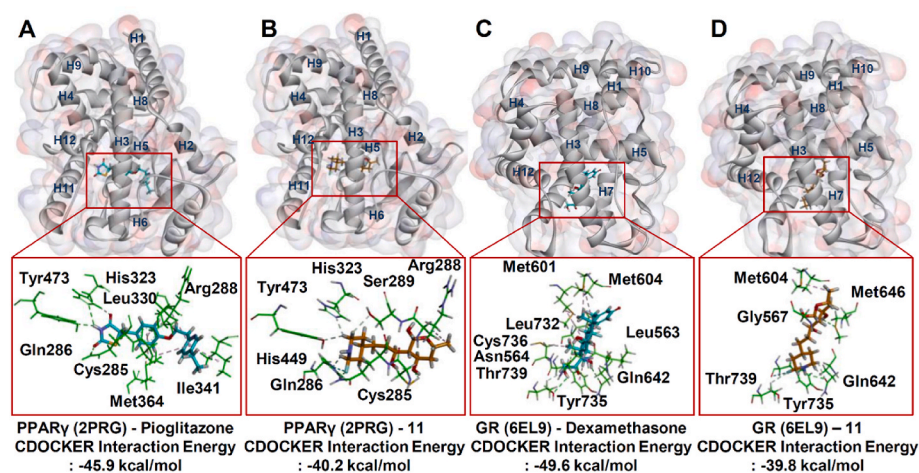 A
B
C
D
H1
H9
H4
H8
H12
H3
H5
H2
H11
H6
H1
H9
H4
H8
H12
H3
H5
H2
H11
H6
H9
H10
H1
H4
H8
H3
H5
H12
H7
H9
H10
H1
H4
H8
H3
H5
H12
H7
Tyr473
His323
Leu330
Arg288
Gln286
Cys285
Ile341
Met364
Tyr473
His323
Ser289
Arg288
His449
Gln286
Cys285
Met601
Met604
Leu732
Cys736
Asn564
Thr739
Leu563
Gln642
Tyr735
Met604
Met646
Gly567
Thr739
Gln642
Tyr735
PPARγ (2PRG) - Pioglitazone
CDOCKER Interaction Energy
: -45.9 kcal/mol
PPARγ (2PRG) - 11
CDOCKER Interaction Energy
: -40.2 kcal/mol
GR (6EL9) - Dexamethasone
CDOCKER Interaction Energy
: -49.6 kcal/mol
GR (6EL9) – 11
CDOCKER Interaction Energy
: -39.8 kcal/mol